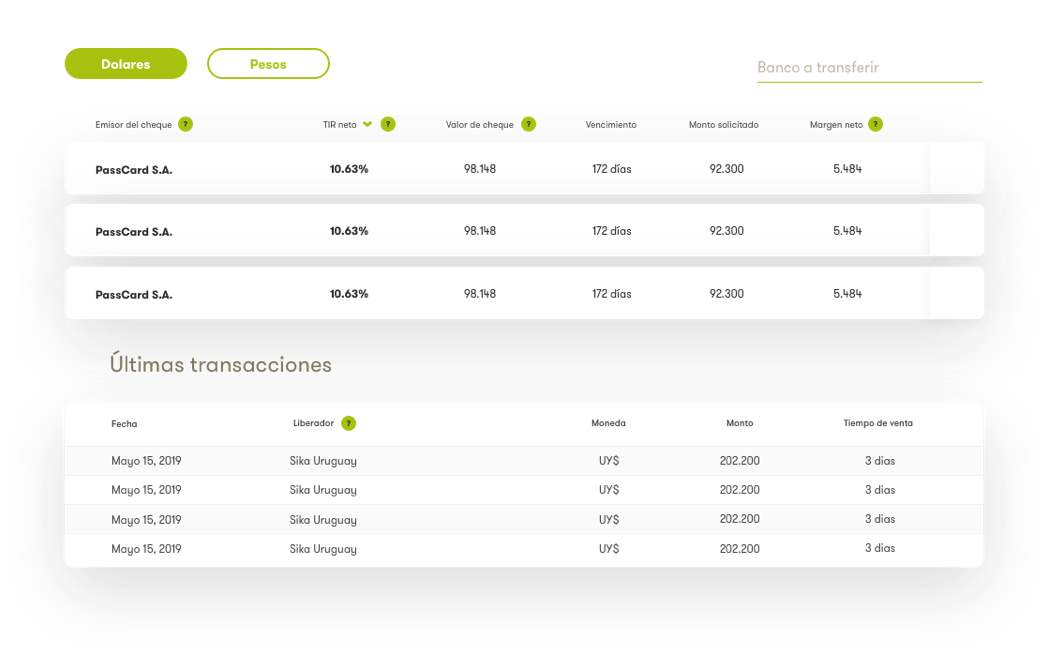 Dolares Pesos Banco a transferir
Emisor del cheque ? TIR neto ? Valor de cheque ? Vencimiento Monto solicitado Margen neto ?
PassCard S.A. 10.63% 98.148 172 días 92.300 5.484
PassCard S.A. 10.63% 98.148 172 días 92.300 5.484
PassCard S.A. 10.63% 98.148 172 días 92.300 5.484
Últimas transacciones
Fecha Liberador ? Moneda Monto Tiempo de venta
Mayo 15, 2019 Sika Uruguay UY$ 202.200 3 dias
Mayo 15, 2019 Sika Uruguay UY$ 202.200 3 dias
Mayo 15, 2019 Sika Uruguay UY$ 202.200 3 dias
Mayo 15, 2019 Sika Uruguay UY$ 202.200 3 dias